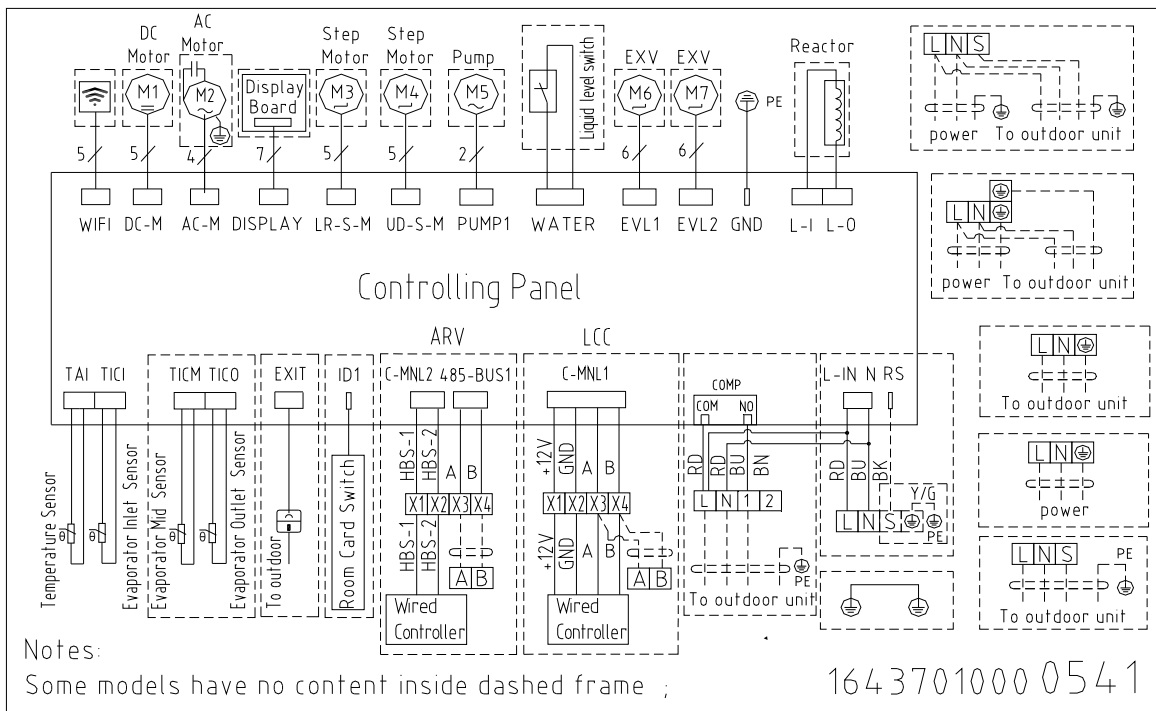 DC Motor
AC Motor
Step Motor
Step Motor
Pump
Liquid level switch
EXV
EXV
Reactor
M1
M2
Display Board
M3
M4
M5
M6
M7
PE
5
5
4
7
5
5
2
6
6
WIFI
DC-M
AC-M
DISPLAY
LR-S-M
UD-S-M
PUMP1
WATER
EVL1
EVL2
GND
L-I
L-O
Controlling Panel
ARV
LCC
TAI
TICI
TICM
TICO
EXIT
ID1
C-MNL2
485-BUS1
C-MNL1
COMP
COM
NO
L-IN
N
RS
Temperature Sensor
θ
θ
Evaporator Inlet Sensor
Evaporator Mid Sensor
θ
θ
Evaporator Outlet Sensor
To outdoor
Room Card Switch
HBS-1
HBS-2
A
B
X1
X2
X3
X4
HBS-1
HBS-2
A
B
Wired Controller
+12V
GND
A
B
X1
X2
X3
X4
+12V
GND
A
B
A
B
Wired Controller
RD
RD
BU
BN
L
N
1
2
PE
To outdoor unit
RD
BU
BK
Y/G
L
N
S
PE
L
N
S
power
To outdoor unit
L
N
power
To outdoor unit
L
N
To outdoor unit
L
N
power
L
N
S
PE
To outdoor unit
Notes:
Some models have no content inside dashed frame ;
1643701000 0541